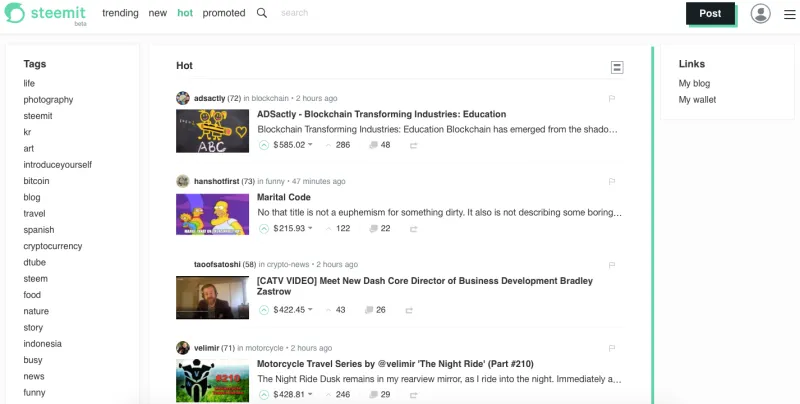 steemit
beta
trending new hot promoted search
Post
Tags
life
photography
steemit
kr
art
introduceyourself
bitcoin
blog
travel
spanish
cryptocurrency
dtube
steem
food
nature
story
indonesia
busy
news
funny
Hot
adsactly (72) in blockchain • 2 hours ago
ABC
ADSactly - Blockchain Transforming Industries: Education
Blockchain Transforming Industries: Education Blockchain has emerged from the shado…
$585.02 286 48
hanshotfirst (73) in funny • 47 minutes ago
Marital Code
No that title is not a euphemism for something dirty. It also is not describing some boring…
$215.93 122 22
taoofsatoshi (58) in crypto-news • 2 hours ago
[CATV VIDEO] Meet New Dash Core Director of Business Development Bradley
Zastrow
$422.45 43 26
velimir (71) in motorcycle • 2 hours ago
#210
Motorcycle Travel Series by @velimir 'The Night Ride' (Part #210)
The Night Ride Dusk remains in my rearview mirror, as I ride into the night. Immediately a…
$428.81 246 29
Links
My blog
My wallet